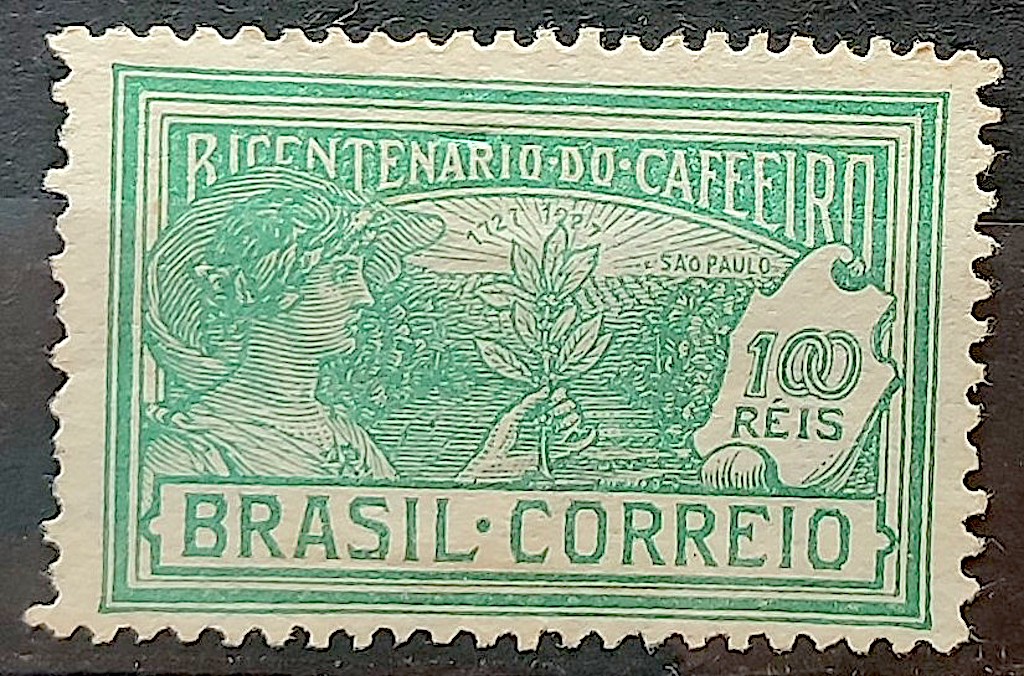 BICENTENARIO·DO·CAFEEIRO
1727 1927
SÃO PAULO
100
RÉIS
BRASIL·CORREIO